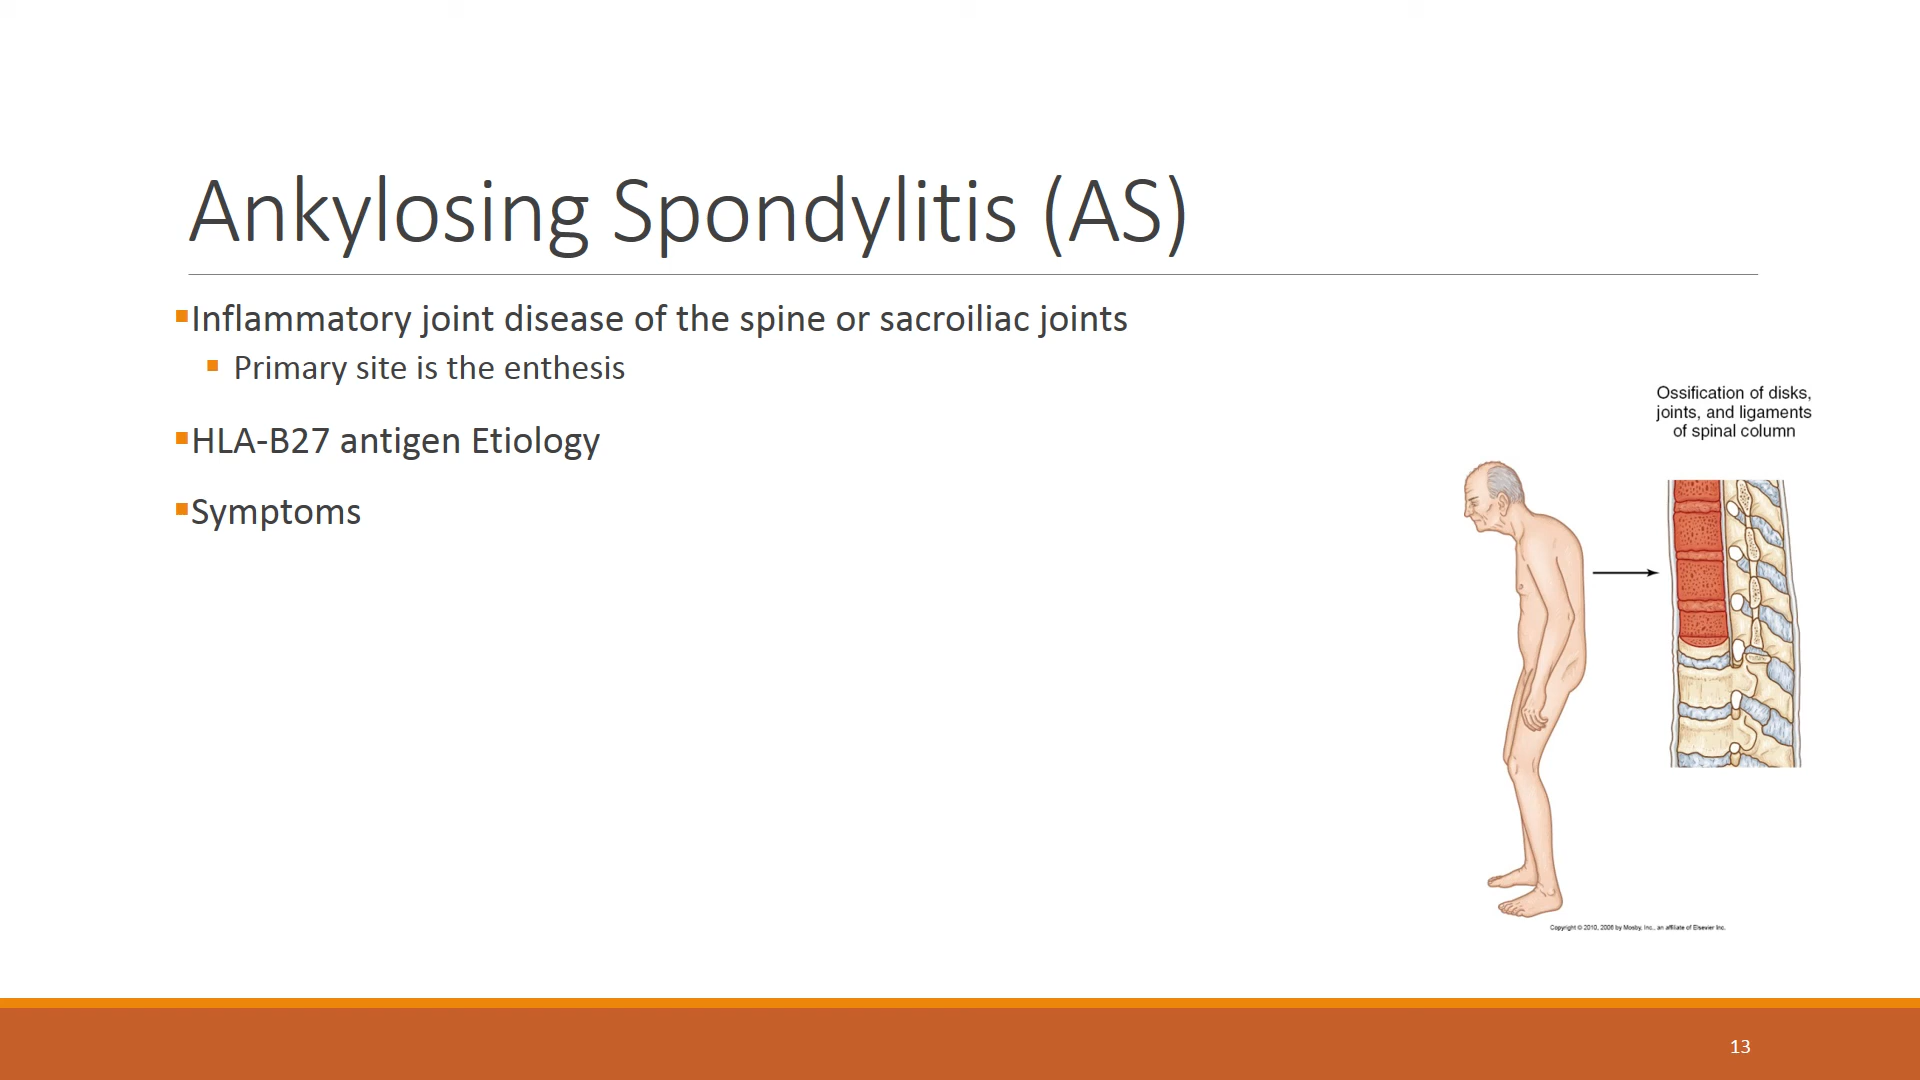 Ankylosing Spondylitis (AS)
Inflammatory joint disease of the spine or sacroiliac joints
Primary site is the enthesis
HLA-B27 antigen Etiology
Symptoms
Ossification of disks,
joints, and ligaments
of spinal column
Copyright © 2010, 2006 by Mosby, Inc., an affiliate of Elsevier Inc.
13